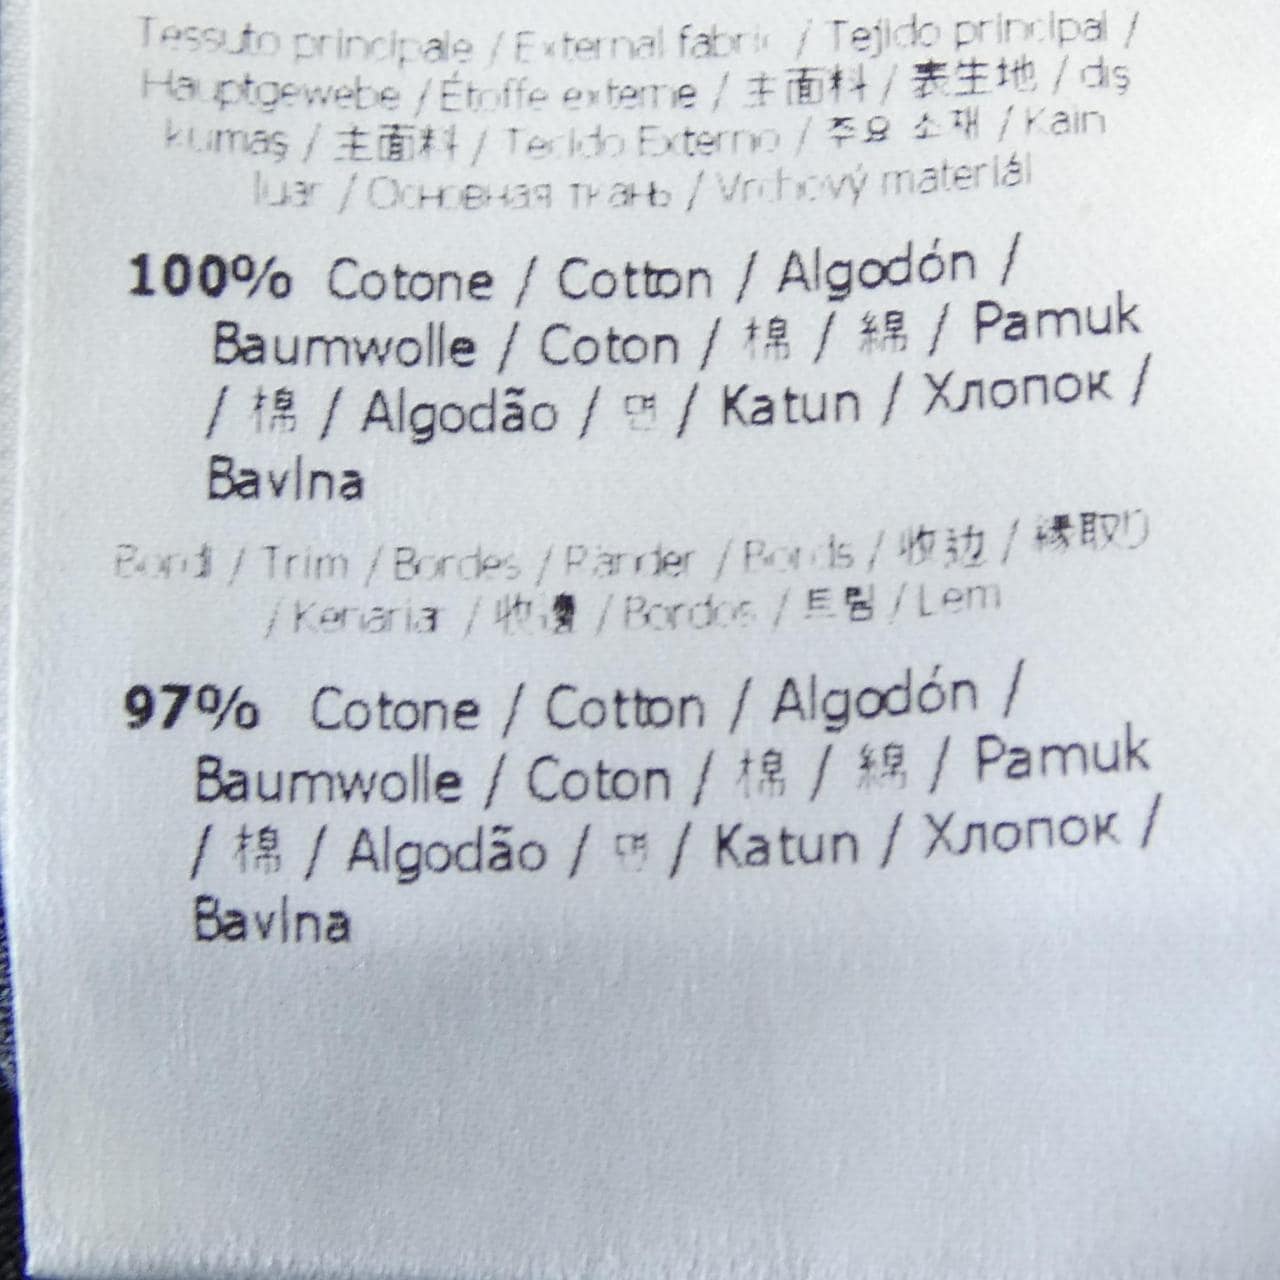 Tessuto principale / External fabric / Tejido principal /
Hauptgewebe / Étoffe externe / 主面料 / 表生地 / dış
kumaş / 主面料 / Tecido Externo / 주요 소재 / Kain
luar / Основная ткань / Vrchový materiál
100% Cotone / Cotton / Algodón /
Baumwolle / Coton / 棉 / 綿 / Pamuk
/ 棉 / Algodão / 면 / Katun / Хлопок /
Bavlna
Bordi / Trim / Bordes / Ränder / Bords / 收边 / 縁取り
/ Kenarlar / 收邊 / Bordos / 트림 / Lem
97% Cotone / Cotton / Algodón /
Baumwolle / Coton / 棉 / 綿 / Pamuk
/ 棉 / Algodão / 면 / Katun / Хлопок /
Bavlna